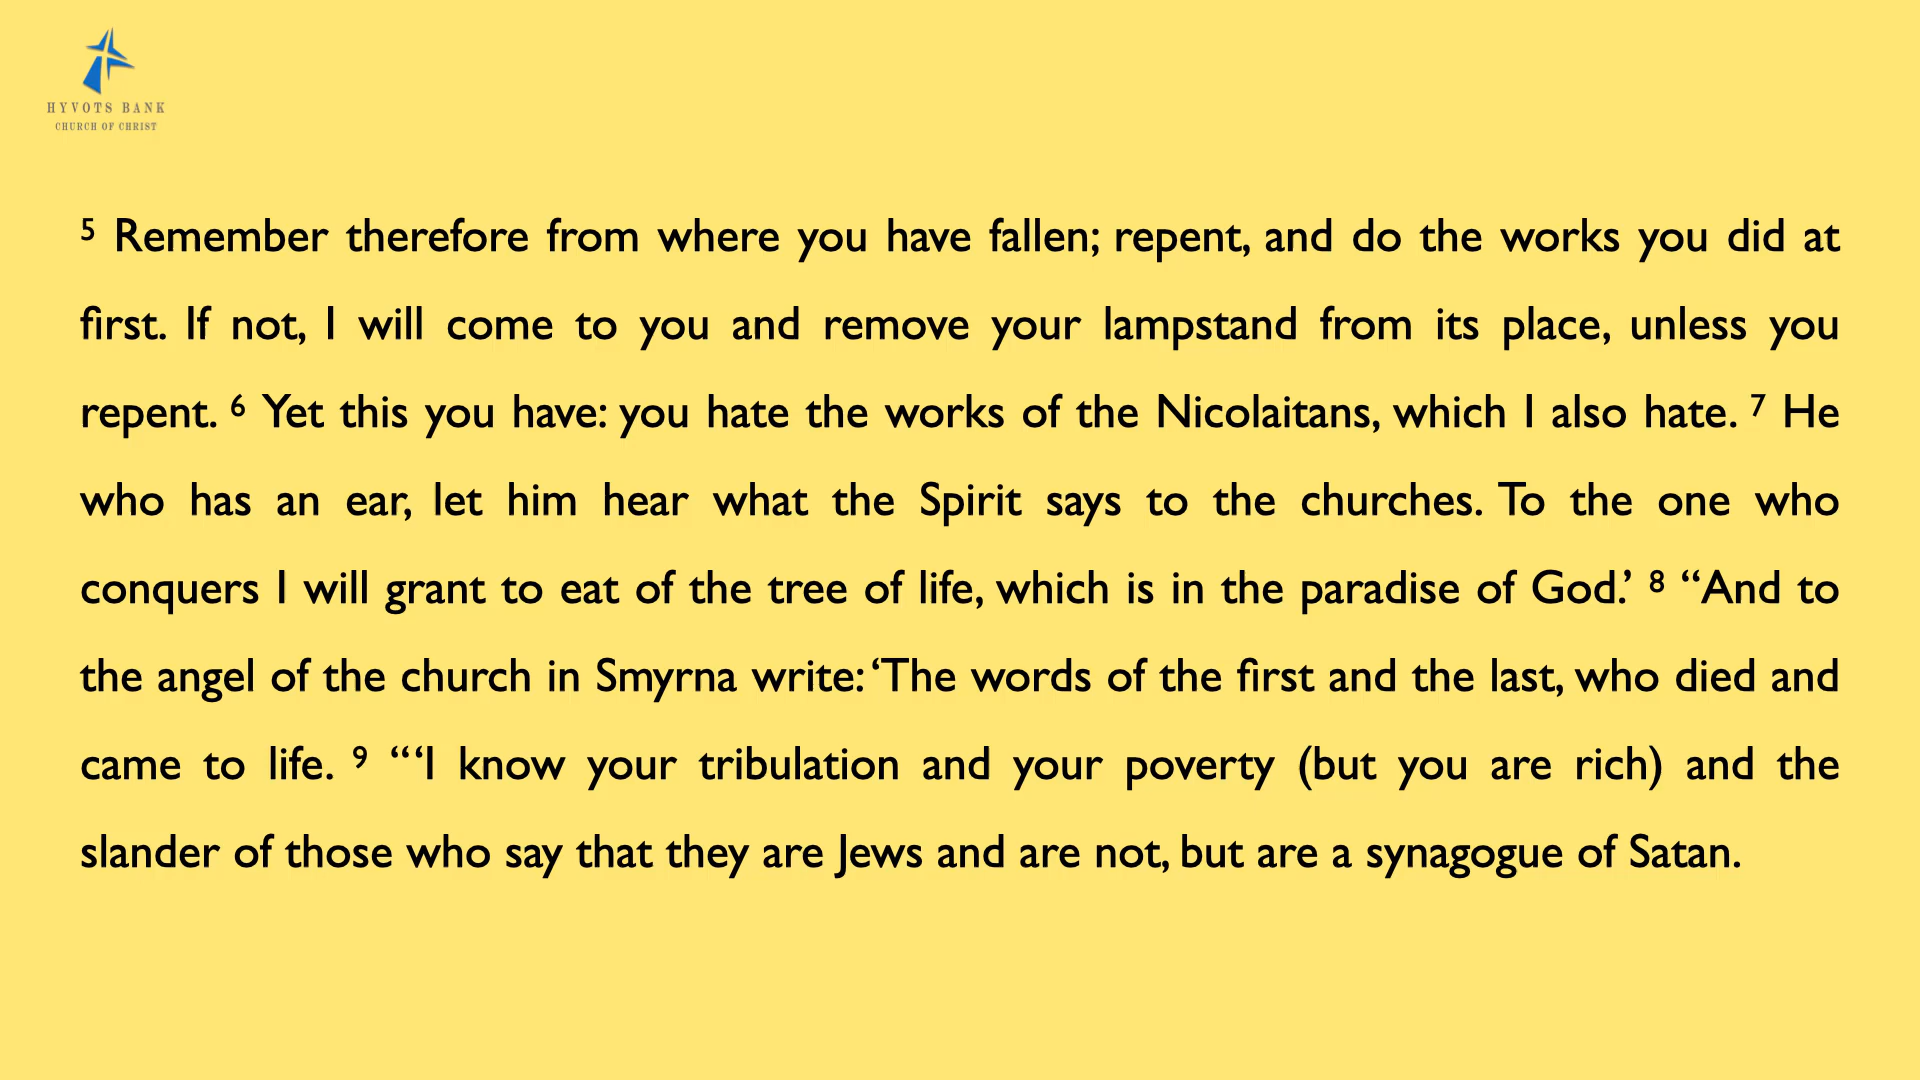 HYVOTS BANK
CHURCH OF CHRIST
⁵ Remember therefore from where you have fallen; repent, and do the works you did at
first. If not, I will come to you and remove your lampstand from its place, unless you
repent. ⁶ Yet this you have: you hate the works of the Nicolaitans, which I also hate. ⁷ He
who has an ear, let him hear what the Spirit says to the churches. To the one who
conquers I will grant to eat of the tree of life, which is in the paradise of God.’ ⁸ “And to
the angel of the church in Smyrna write: ‘The words of the first and the last, who died and
came to life. ⁹ “‘I know your tribulation and your poverty (but you are rich) and the
slander of those who say that they are Jews and are not, but are a synagogue of Satan.